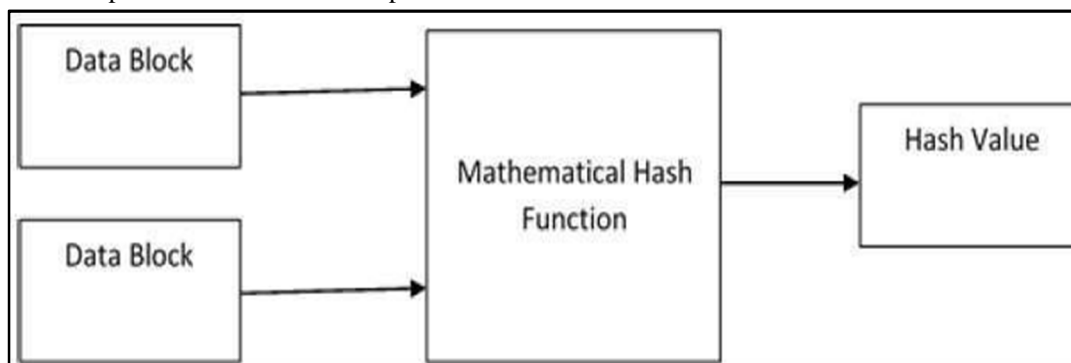 Data Block
Mathematical Hash
Function
Hash Value
Data Block